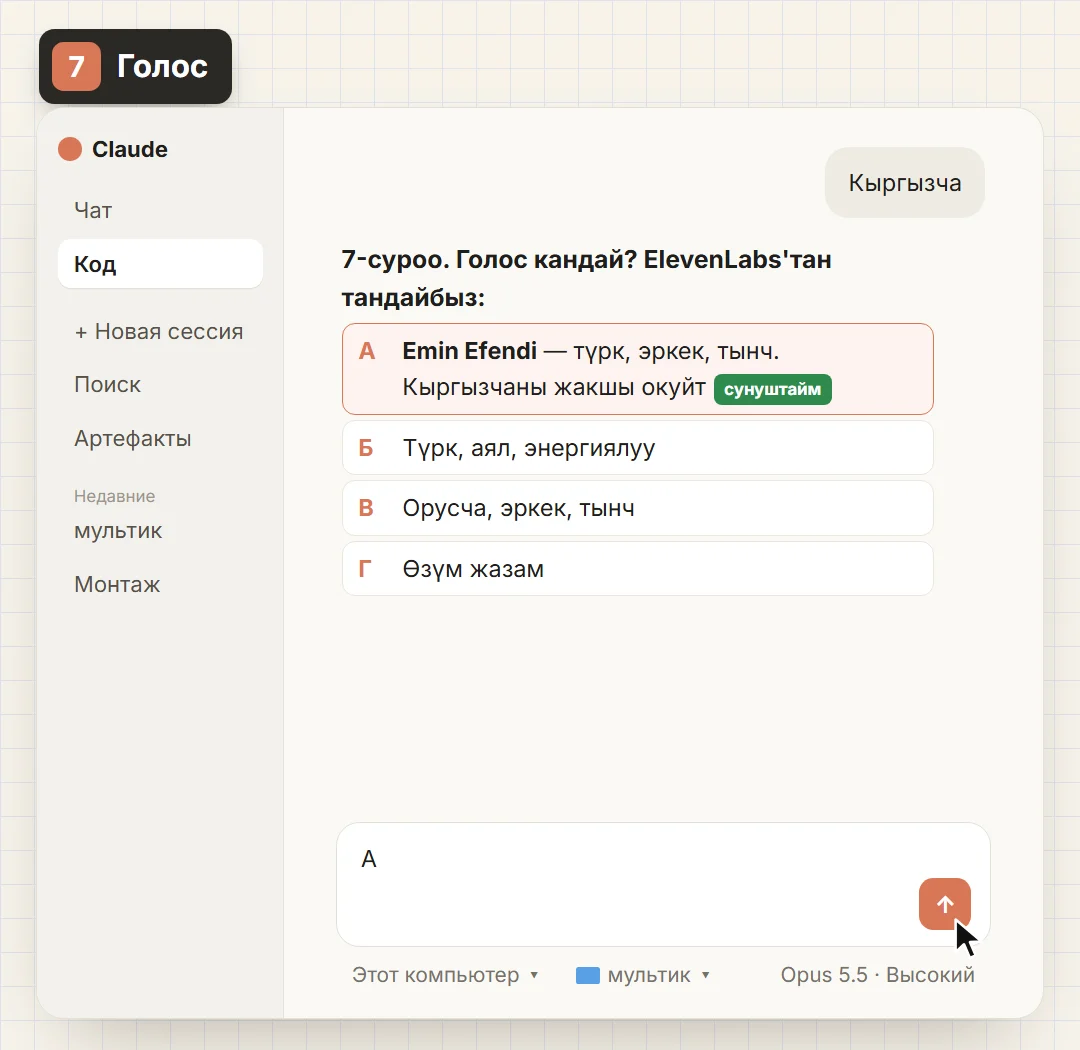 7 Голос
Claude
Чат
Код
+ Новая сессия
Поиск
Артефакты
Недавние
мультик
Монтаж
Кыргызча
7-суроо. Голос кандай? ElevenLabs'тан
тандайбыз:
А Emin Efendi — түрк, эркек, тынч.
Кыргызчаны жакшы окуйт сунуштайм
Б Түрк, аял, энергиялуу
В Орусча, эркек, тынч
Г Өзүм жазам
А
Этот компьютер ▾ мультик ▾ Opus 5.5 · Высокий